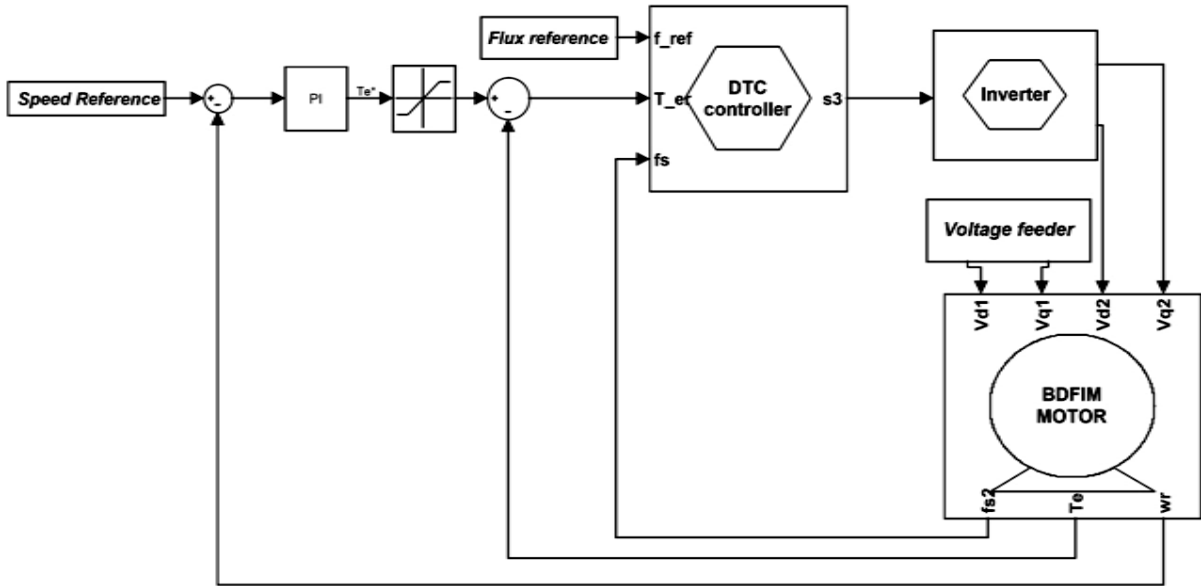 Flux reference
f_ref
Speed Reference
+
-
PI
Te*
+
-
T_er
DTC
controller
s3
Inverter
fs
Voltage feeder
Vd1
Vq1
Vd2
Vq2
BDFIM
MOTOR
fs2
Te
wr